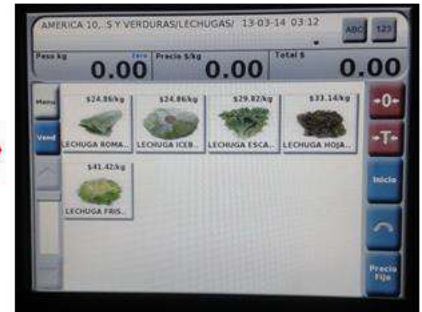 AMERICA 10,..S Y VERDURAS/LECHUGAS/ 13-03-14 03:12
ABC 123
Peso kg Zero Precio $/kg Total $
0.00 0.00 0.00
Menu
$24.86/kg $24.86/kg $29.82/kg $33.14/kg
→0←
LECHUGA ROMA.. LECHUGA ICEB.. LECHUGA ESCA.. LECHUGA HOJA..
Vend
→T←
$41.42/kg
Inicio
LECHUGA FRIS..
Precio
Fijo